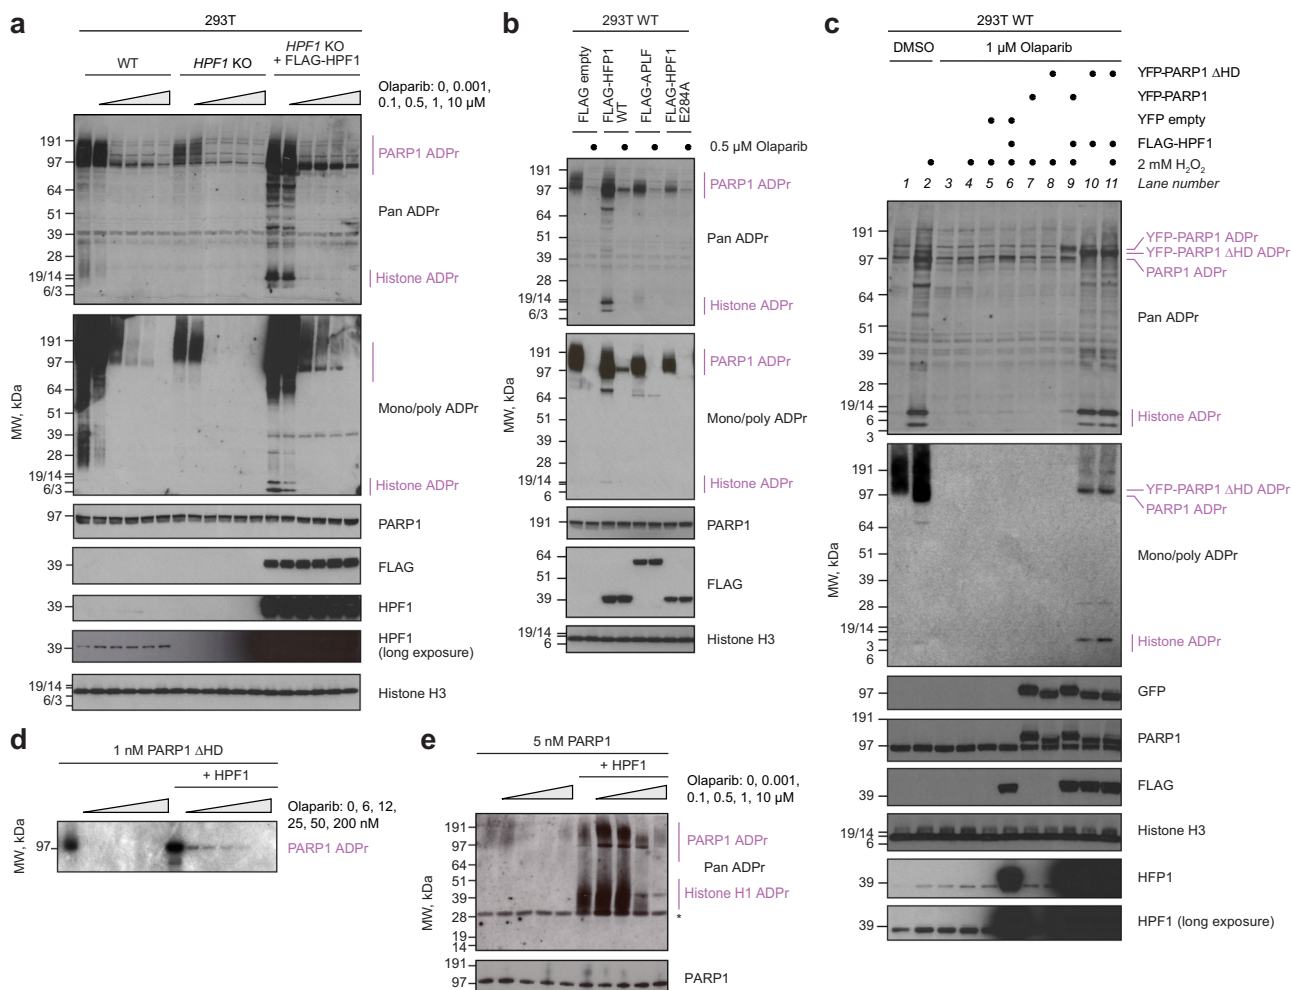 a
293T
WT
HPF1 KO
HPF1 KO
+ FLAG-HPF1
Olaparib: 0, 0.001,
0.1, 0.5, 1, 10 µM
191
97
64
51
39
28
19/14
6/3
PARP1 ADPr
Pan ADPr
Histone ADPr
191
97
64
51
39
28
19/14
6/3
Mono/poly ADPr
Histone ADPr
MW, kDa
97
PARP1
39
FLAG
39
HPF1
39
HPF1
(long exposure)
19/14
6/3
Histone H3
b
293T WT
FLAG empty
FLAG-HFP1
WT
FLAG-APLF
FLAG-HPF1
E284A
0.5 µM Olaparib
191
97
64
51
39
28
19/14
6/3
PARP1 ADPr
Pan ADPr
Histone ADPr
191
97
64
51
39
28
19/14
6
PARP1 ADPr
Mono/poly ADPr
Histone ADPr
MW, kDa
191
PARP1
64
51
39
FLAG
19/14
6
Histone H3
c
293T WT
DMSO
1 µM Olaparib
YFP-PARP1 ΔHD
YFP-PARP1
YFP empty
FLAG-HPF1
2 mM H2O2
1 2 3 4 5 6 7 8 9 10 11
Lane number
191
97
64
51
39
28
19/14
6
3
YFP-PARP1 ADPr
YFP-PARP1 ΔHD ADPr
PARP1 ADPr
Pan ADPr
Histone ADPr
191
97
64
51
39
28
19/14
3
6
YFP-PARP1 ΔHD ADPr
PARP1 ADPr
Mono/poly ADPr
Histone ADPr
MW, kDa
97
GFP
191
97
PARP1
39
FLAG
19/14
6
Histone H3
39
HFP1
39
HPF1 (long exposure)
d
1 nM PARP1 ΔHD
+ HPF1
Olaparib: 0, 6, 12,
25, 50, 200 nM
MW, kDa
97
PARP1 ADPr
e
5 nM PARP1
+ HPF1
Olaparib: 0, 0.001,
0.1, 0.5, 1, 10 µM
191
97
64
51
39
28
19
14
PARP1 ADPr
Pan ADPr
Histone H1 ADPr
*
MW, kDa
191
97
PARP1